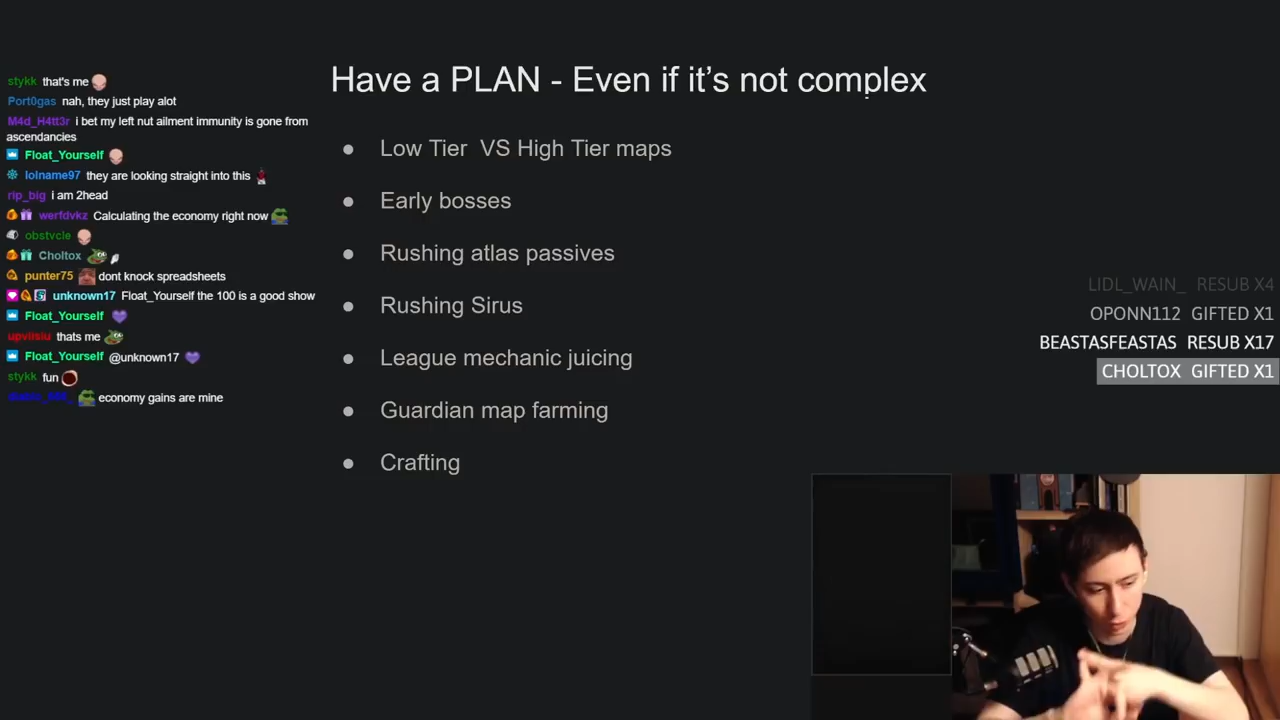 Have a PLAN - Even if it's not complex
● Low Tier VS High Tier maps
● Early bosses
● Rushing atlas passives
● Rushing Sirus
● League mechanic juicing
● Guardian map farming
● Crafting
stykk that's me
Port0gas nah, they just play alot
M4d_H4tt3r i bet my left nut ailment immunity is gone from
ascendancies
Float_Yourself
lolname97 they are looking straight into this
rip_big i am 2head
werfdvkz Calculating the economy right now
obstvcle
Choltox
punter75 dont knock spreadsheets
unknown17 Float_Yourself the 100 is a good show
Float_Yourself
thats me
Float_Yourself @unknown17
stykk fun
economy gains are mine
LIDL_WAIN_ RESUB X4
OPONN112 GIFTED X1
BEASTASFEASTAS RESUB X17
CHOLTOX GIFTED X1